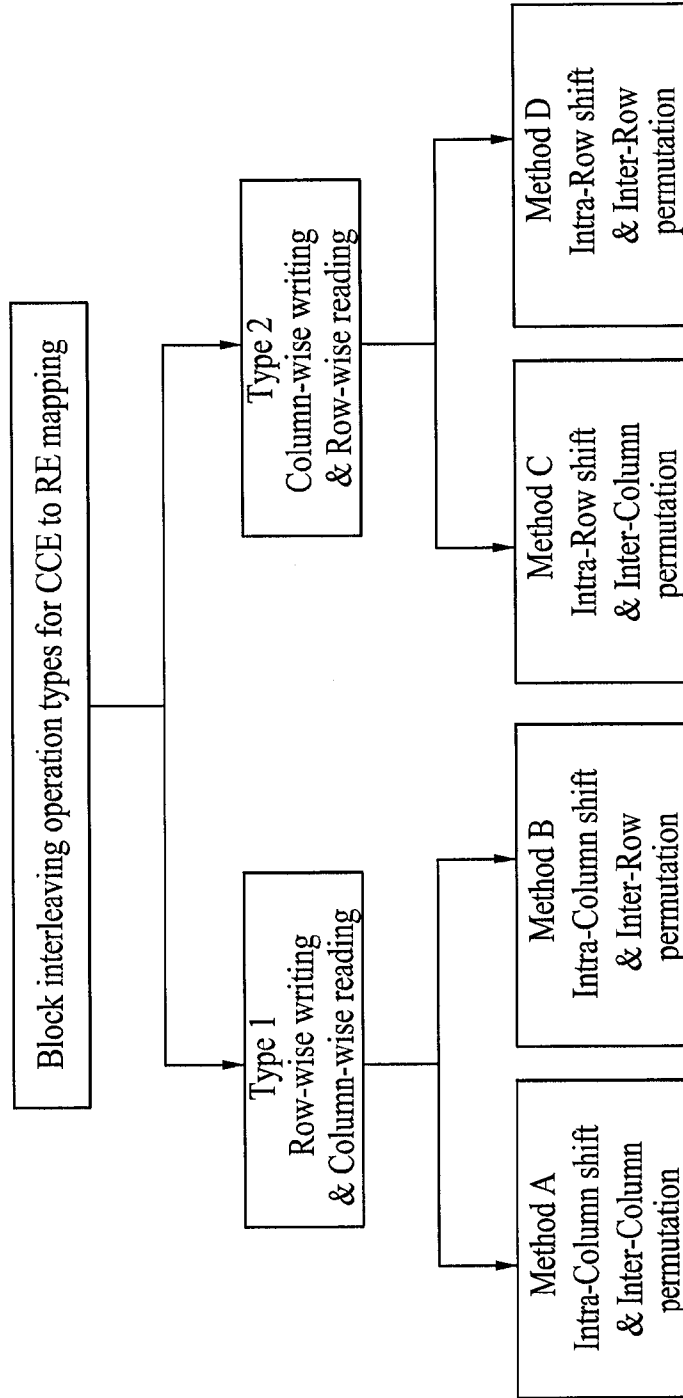 Block interleaving operation types for CCE to RE mapping
Type 1
Row-wise writing
& Column-wise reading
Type 2
Column-wise writing
& Row-wise reading
Method A
Intra-Column shift
& Inter-Column
permutation
Method B
Intra-Column shift
& Inter-Row
permutation
Method C
Intra-Row shift
& Inter-Column
permutation
Method D
Intra-Row shift
& Inter-Row
permutation